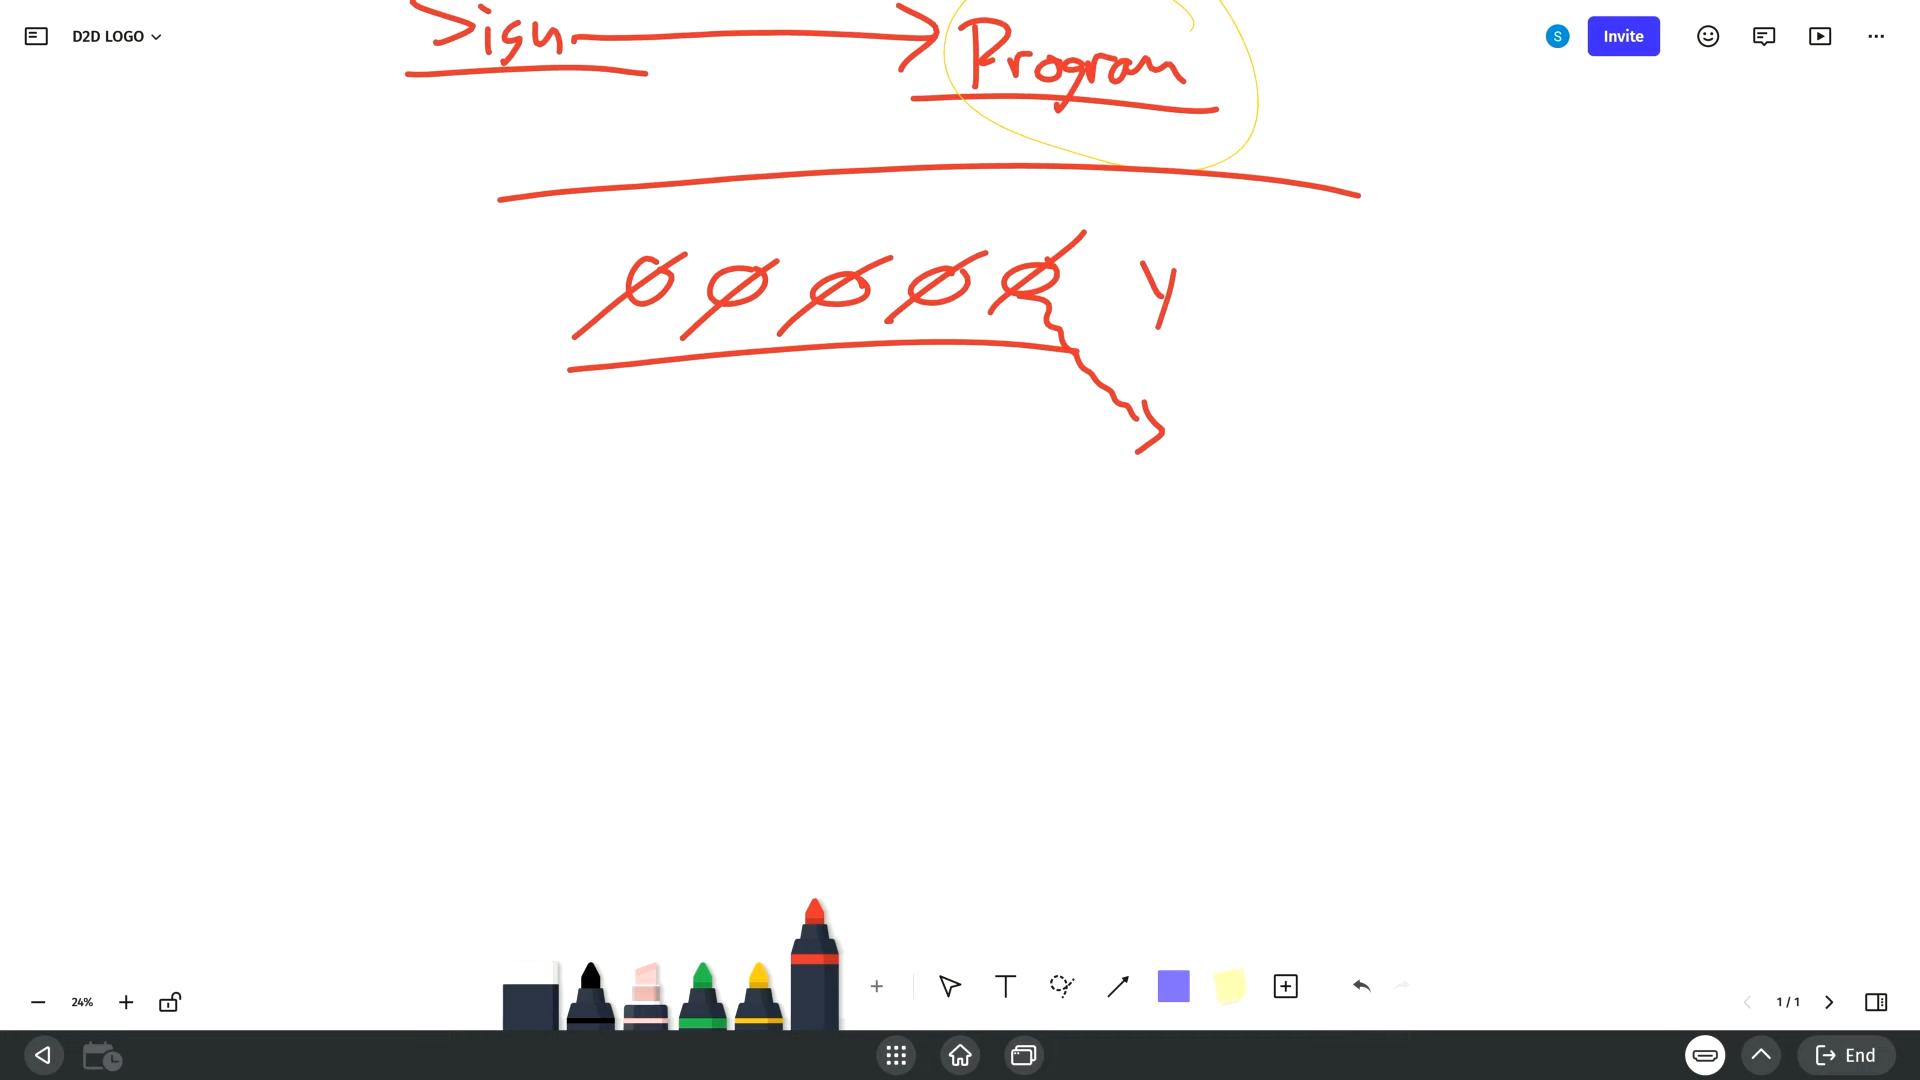 D2D LOGO
S
Invite
Sign
Program
Ø Ø Ø Ø Ø Y
24%
1 / 1
End